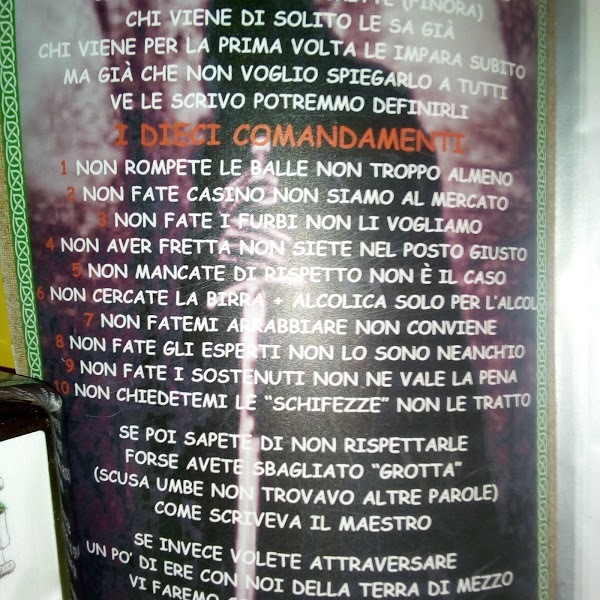 (FINORA)
CHI VIENE DI SOLITO LE SA GIÀ
CHI VIENE PER LA PRIMA VOLTA LE IMPARA SUBITO
MA GIÀ CHE NON VOGLIO SPIEGARLO A TUTTI
VE LE SCRIVO POTREMMO DEFINIRLI
I DIECI COMANDAMENTI
1 NON ROMPETE LE BALLE NON TROPPO ALMENO
2 NON FATE CASINO NON SIAMO AL MERCATO
3 NON FATE I FURBI NON LI VOGLIAMO
4 NON AVER FRETTA NON SIETE NEL POSTO GIUSTO
5 NON MANCATE DI RISPETTO NON È IL CASO
6 NON CERCATE LA BIRRA + ALCOLICA SOLO PER L'ALCOL
7 NON FATEMI ARRABBIARE NON CONVIENE
8 NON FATE GLI ESPERTI NON LO SONO NEANCH'IO
9 NON FATE I SOSTENUTI NON NE VALE LA PENA
10 NON CHIEDETEMI LE "SCHIFEZZE" NON LE TRATTO
SE POI SAPETE DI NON RISPETTARLE
FORSE AVETE SBAGLIATO "GROTTA"
(SCUSA UMBE NON TROVAVO ALTRE PAROLE)
COME SCRIVEVA IL MAESTRO
SE INVECE VOLETE ATTRAVERSARE
UN PO' DI ERE CON NOI DELLA TERRA DI MEZZO
VI FAREMO